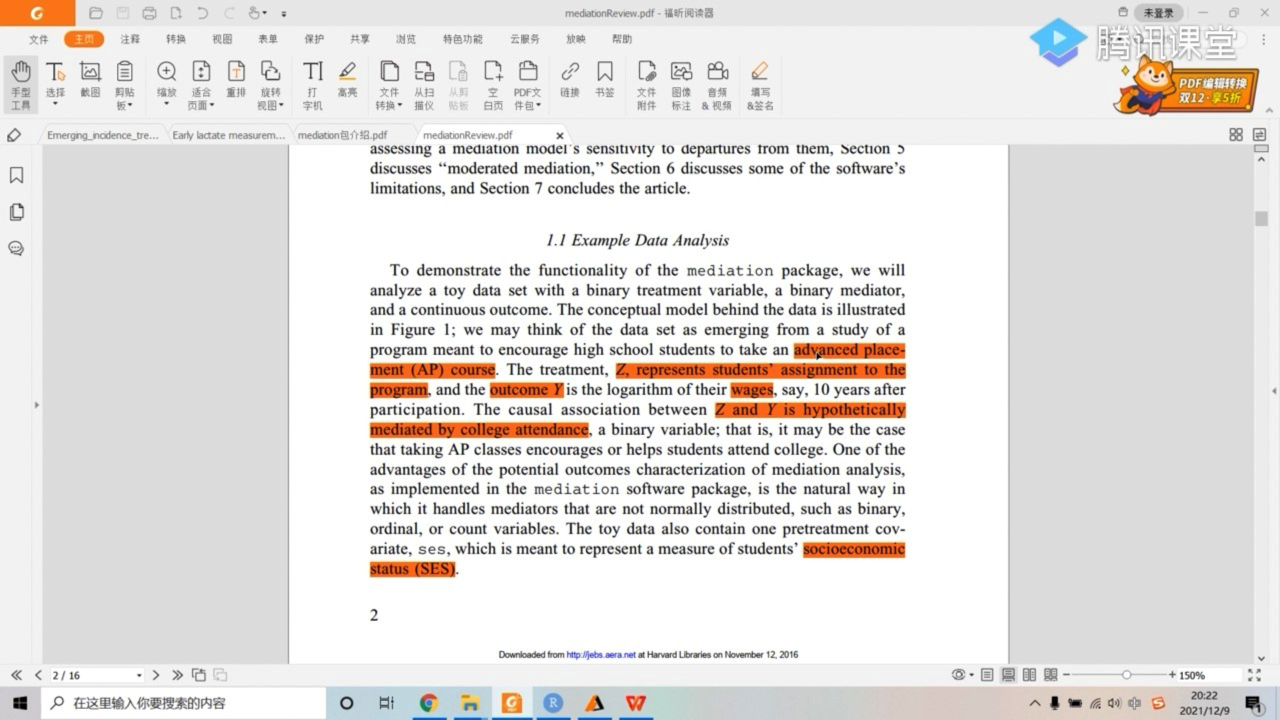 mediationReview.pdf - 福昕阅读器
未登录
文件 主页 注释 转换 视图 表单 保护 共享 浏览 特色功能 云服务 放映 帮助
腾讯课堂
手型工具 选择 截图 剪贴板 缩放 适合页面 重排 旋转视图 打字机 高亮 文件转换 从扫描仪 粘贴板 空白页 PDF文件包 链接 书签 文件附件 图像标注 音频&视频 填写&签名
PDF编辑转换
双12-享5折
Emerging_incidence_tre... Early lactate measurem... mediation包介绍.pdf mediationReview.pdf
assessing a mediation model's sensitivity to departures from them, Section 5
discusses "moderated mediation," Section 6 discusses some of the software's
limitations, and Section 7 concludes the article.
1.1 Example Data Analysis
To demonstrate the functionality of the mediation package, we will
analyze a toy data set with a binary treatment variable, a binary mediator,
and a continuous outcome. The conceptual model behind the data is illustrated
in Figure 1; we may think of the data set as emerging from a study of a
program meant to encourage high school students to take an advanced place-
ment (AP) course. The treatment, Z, represents students' assignment to the
program, and the outcome Y is the logarithm of their wages, say, 10 years after
participation. The causal association between Z and Y is hypothetically
mediated by college attendance, a binary variable; that is, it may be the case
that taking AP classes encourages or helps students attend college. One of the
advantages of the potential outcomes characterization of mediation analysis,
as implemented in the mediation software package, is the natural way in
which it handles mediators that are not normally distributed, such as binary,
ordinal, or count variables. The toy data also contain one pretreatment cov-
ariate, ses, which is meant to represent a measure of students' socioeconomic
status (SES).
2
Downloaded from http://jebs.aera.net at Harvard Libraries on November 12, 2016
2 / 16
150%
在这里输入你要搜索的内容
20:22
2021/12/9